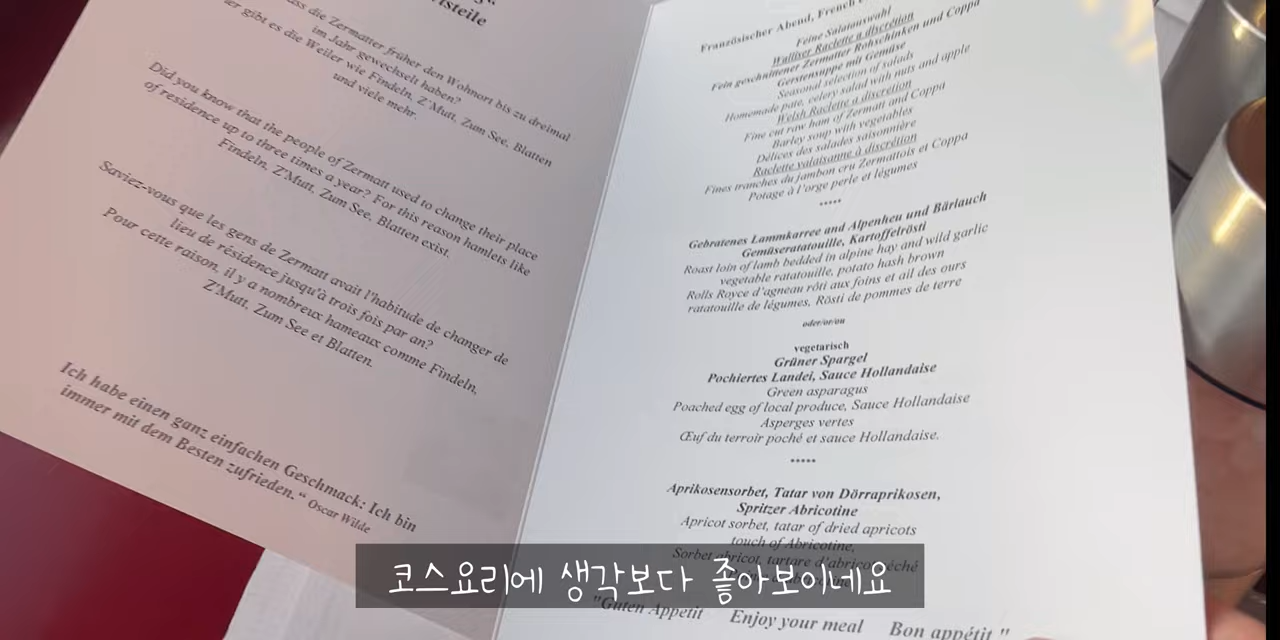 rtsteile
dass die Zermatter früher den Wohnort bis zu dreimal
im Jahr gewechselt haben?
gibt es die Weiler wie Findeln, Z'Mutt, Zum See, Blatten
und viele mehr.
Did you know that the people of Zermatt used to change their place
of residence up to three times a year? For this reason hamlets like
Findeln, Z'Mutt, Zum See, Blatten exist.
Saviez-vous que les gens de Zermatt avait l'habitude de changer de
lieu de résidence jusqu'à trois fois par an?
Pour cette raison, il y a nombreux hameaux comme Findeln,
Z'Mutt, Zum See et Blatten.
Ich habe einen ganz einfachen Geschmack: Ich bin
immer mit dem Besten zufrieden." Oscar Wilde
Französischer Abend, French
Feine Salatauswahl
Walliser Raclette a discrétion
Fein geschnittener Zermatter Rohschinken und Coppa
Gerstensuppe mit Gemüse
Seasonal selection of salads
Homemade pate, celery salad with nuts and apple
Welsh Raclette a discretion
Fine cut raw ham of Zermatt and Coppa
Barley soup with vegetables
Délices des salades saisonnière
Raclette valaisanne à discrétion
Fines tranches du jambon cru Zermattois et Coppa
Potage à l'orge perle et légumes
*****
Gebratenes Lammkarree and Alpenheu und Bärlauch
Gemüseratatouille, Kartoffelrösti
Roast loin of lamb bedded in alpine hay and wild garlic
vegetable ratatouille, potato hash brown
Rolls Royce d'agneau rôti aux foins et ail des ours
ratatouille de légumes, Rösti de pommes de terre
oder/or/ou
vegetarisch
Grüner Spargel
Pochiertes Landei, Sauce Hollandaise
Green asparagus
Poached egg of local produce, Sauce Hollandaise
Asperges vertes
Œuf du terroir poché et sauce Hollandaise.
*****
Aprikosensorbet, Tatar von Dörraprikosen,
Spritzer Abricotine
Apricot sorbet, tatar of dried apricots
touch of Abricotine,
Sorbet abricot, tartare d'abricot séché
코스요리에 생각보다 좋아보이네요
"Guten Appetit Enjoy your meal Bon appétit "